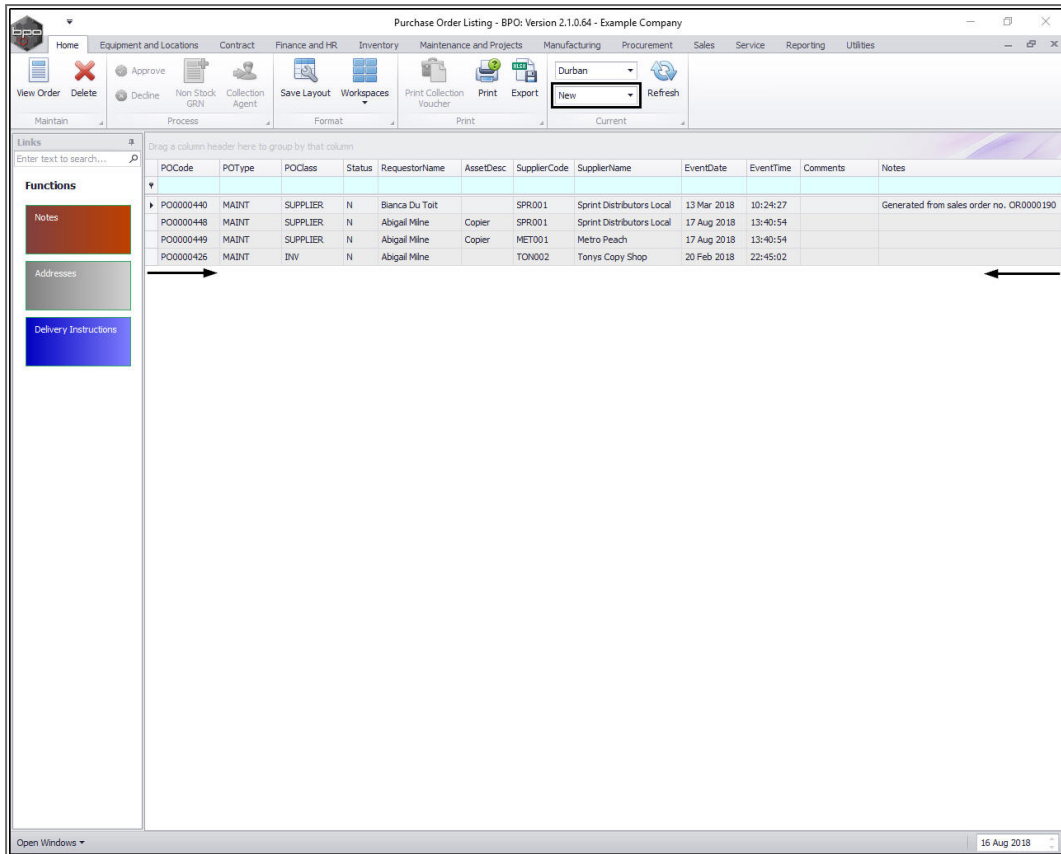 Purchase Order Listing - BPO: Version 2.1.0.64 - Example Company
bpo
Home Equipment and Locations Contract Finance and HR Inventory Maintenance and Projects Manufacturing Procurement Sales Service Reporting Utilities
View Order Delete Approve Decline Non Stock GRN Collection Agent Save Layout Workspaces Print Collection Voucher Print Export Durban New Refresh
Maintain Process Format Print Current
Links
Enter text to search...
Functions
Notes
Addresses
Delivery Instructions
Drag a column header here to group by that column
POCode POType POClass Status RequestorName AssetDesc SupplierCode SupplierName EventDate EventTime Comments Notes
PO0000440 MAINT SUPPLIER N Bianca Du Toit SPR001 Sprint Distributors Local 13 Mar 2018 10:24:27 Generated from sales order no. OR0000190
PO0000448 MAINT SUPPLIER N Abigail Milne Copier SPR001 Sprint Distributors Local 17 Aug 2018 13:40:54
PO0000449 MAINT SUPPLIER N Abigail Milne Copier MET001 Metro Peach 17 Aug 2018 13:40:54
PO0000426 MAINT INV N Abigail Milne TON002 Tonys Copy Shop 20 Feb 2018 22:45:02
Open Windows 16 Aug 2018